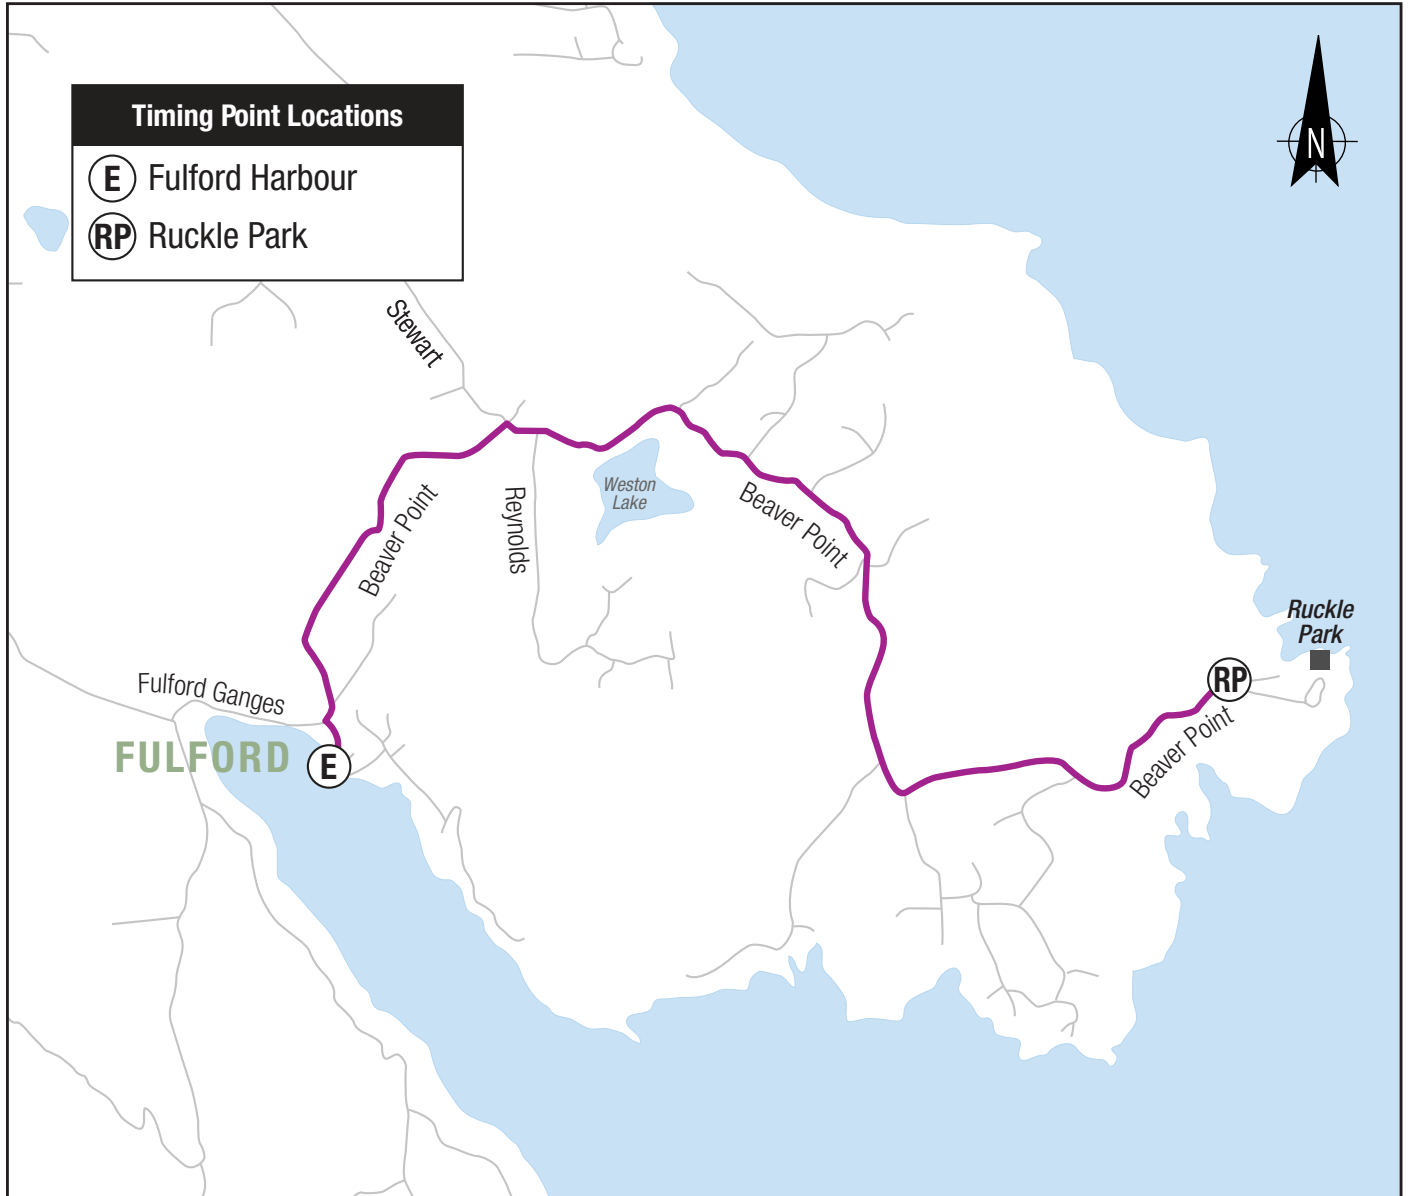 Timing Point Locations
E Fulford Harbour
RP Ruckle Park
N
Stewart
Beaver Point
Reynolds
Weston
Lake
Beaver Point
Ruckle
Park
RP
Beaver Point
Fulford Ganges
FULFORD
E